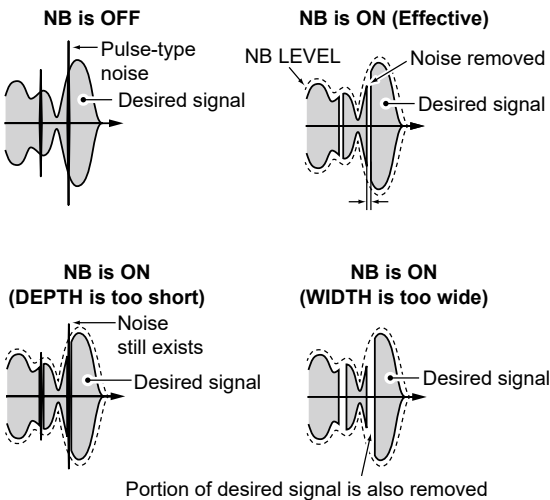 NB is OFF
Pulse-type
noise
Desired signal
NB is ON (Effective)
NB LEVEL
Noise removed
Desired signal
NB is ON
(DEPTH is too short)
Noise
still exists
Desired signal
NB is ON
(WIDTH is too wide)
Desired signal
Portion of desired signal is also removed